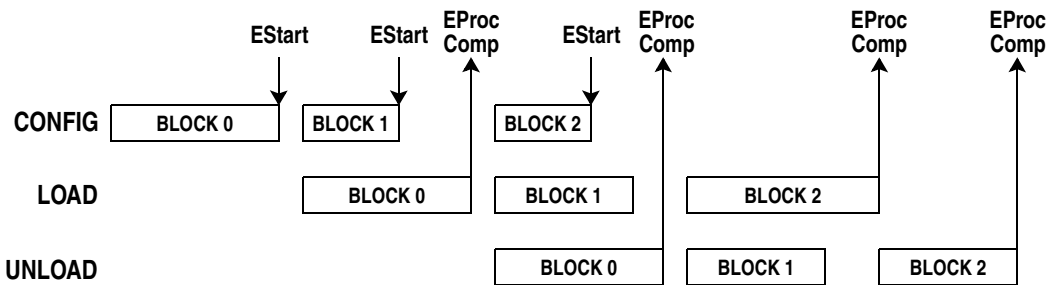 EStart EStart EProc Comp EStart EProc Comp EProc Comp EProc Comp
CONFIG BLOCK 0 BLOCK 1 BLOCK 2
LOAD BLOCK 0 BLOCK 1 BLOCK 2
UNLOAD BLOCK 0 BLOCK 1 BLOCK 2